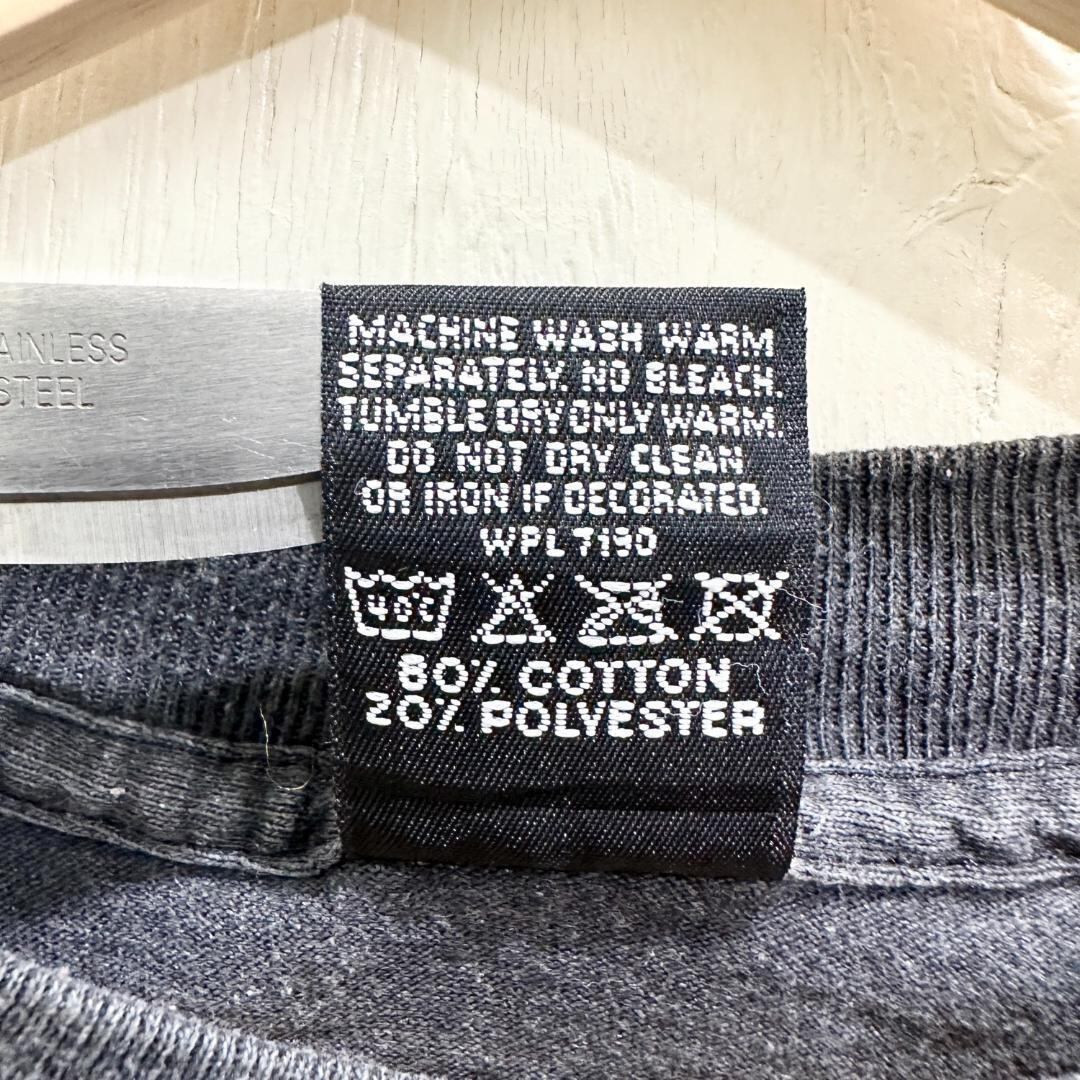 AINLESS
STEEL
MACHINE WASH WARM
SEPARATELY. NO BLEACH.
TUMBLE DRY ONLY WARM.
DO NOT DRY CLEAN
OR IRON IF DECORATED.
WPL 7190
40C
80% COTTON
20% POLYESTER